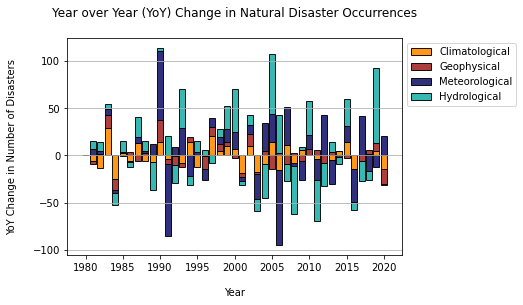 Year over Year (YoY) Change in Natural Disaster Occurrences
YoY Change in Number of Disasters
100
50
0
−50
−100
1980 1985 1990 1995 2000 2005 2010 2015 2020
Year
Climatological
Geophysical
Meteorological
Hydrological